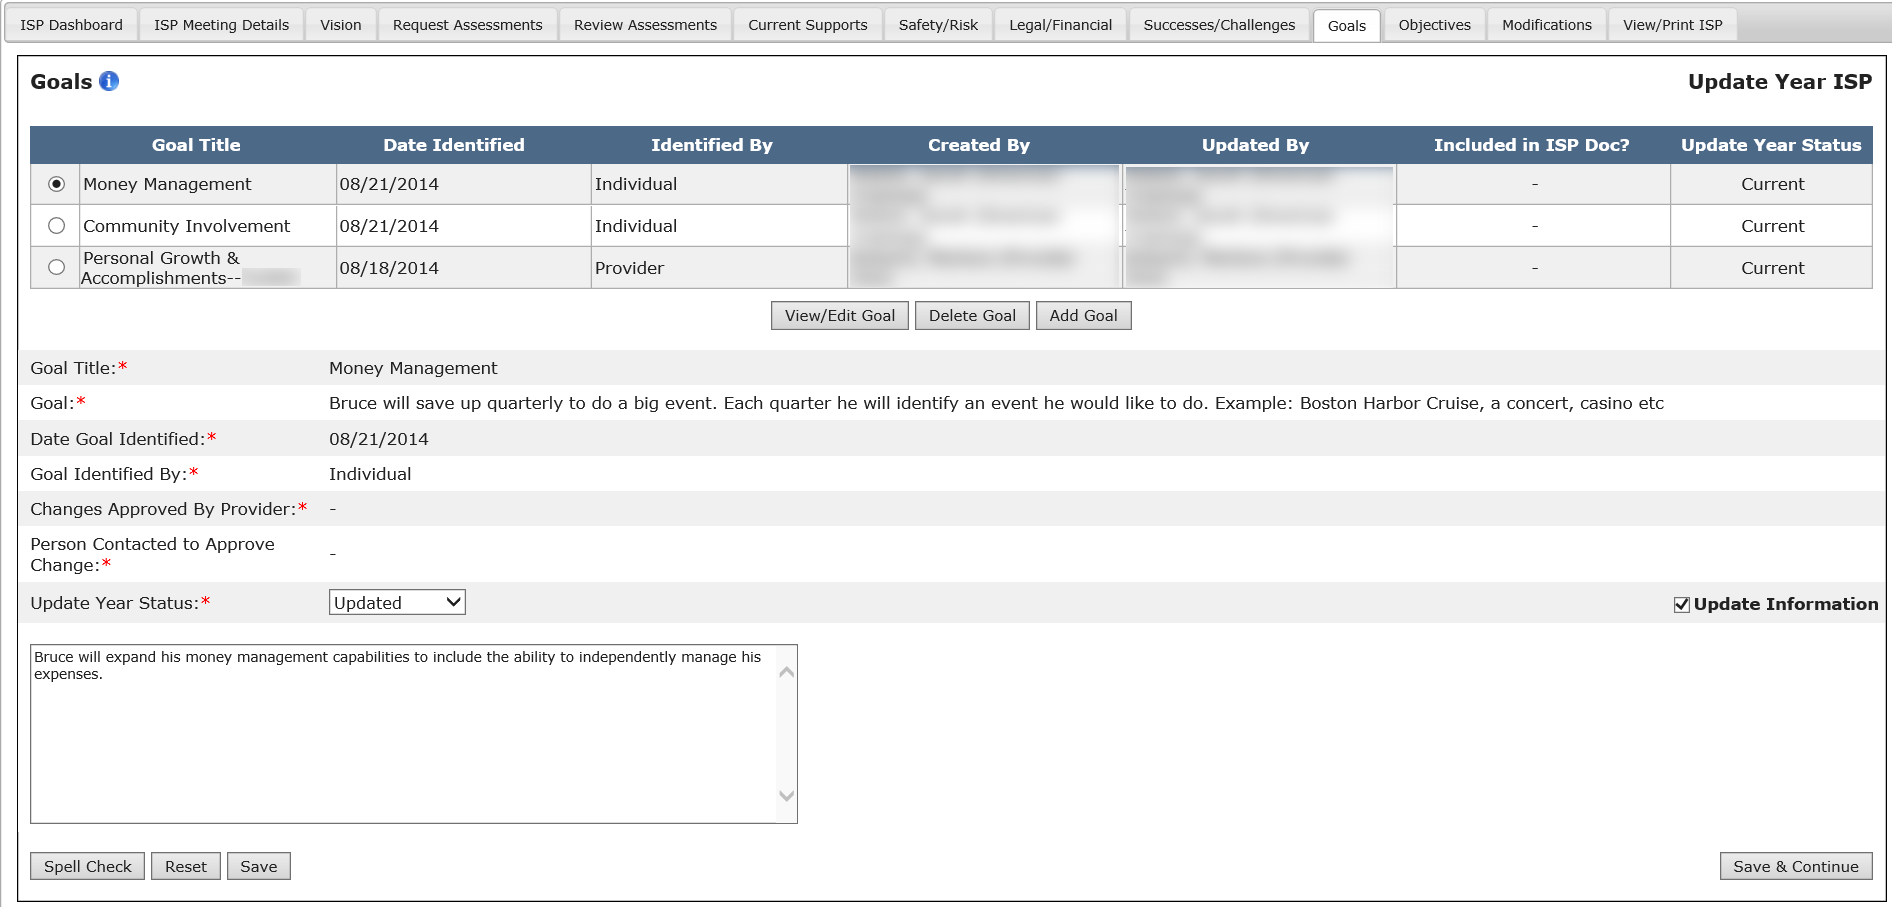 ISP Dashboard ISP Meeting Details Vision Request Assessments Review Assessments Current Supports Safety/Risk Legal/Financial Successes/Challenges Goals Objectives Modifications View/Print ISP
Goals i Update Year ISP
Goal Title Date Identified Identified By Created By Updated By Included in ISP Doc? Update Year Status
Money Management 08/21/2014 Individual - Current
Community Involvement 08/21/2014 Individual - Current
Personal Growth &
Accomplishments-- 08/18/2014 Provider - Current
View/Edit Goal Delete Goal Add Goal
Goal Title:* Money Management
Goal:* Bruce will save up quarterly to do a big event. Each quarter he will identify an event he would like to do. Example: Boston Harbor Cruise, a concert, casino etc
Date Goal Identified:* 08/21/2014
Goal Identified By:* Individual
Changes Approved By Provider:* -
Person Contacted to Approve
Change:* -
Update Year Status:* Updated Update Information
Bruce will expand his money management capabilities to include the ability to independently manage his
expenses.
Spell Check Reset Save Save & Continue